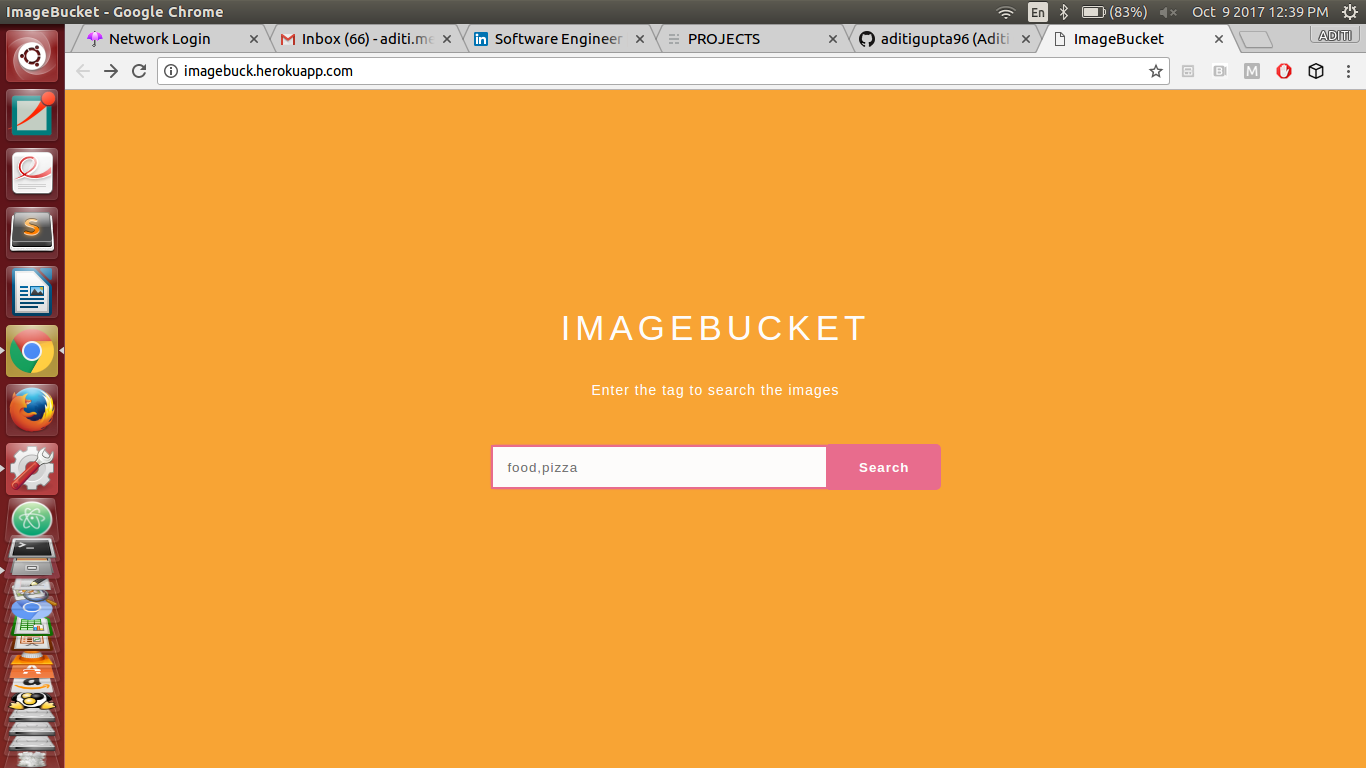 ImageBucket - Google Chrome
En
(83%)
Oct 9 2017 12:39 PM
Network Login
Inbox (66) - aditi.me
Software Engineer
PROJECTS
aditigupta96 (Aditi
ImageBucket
ADITI
imagebuck.herokuapp.com
IMAGEBUCKET
Enter the tag to search the images
food,pizza
Search